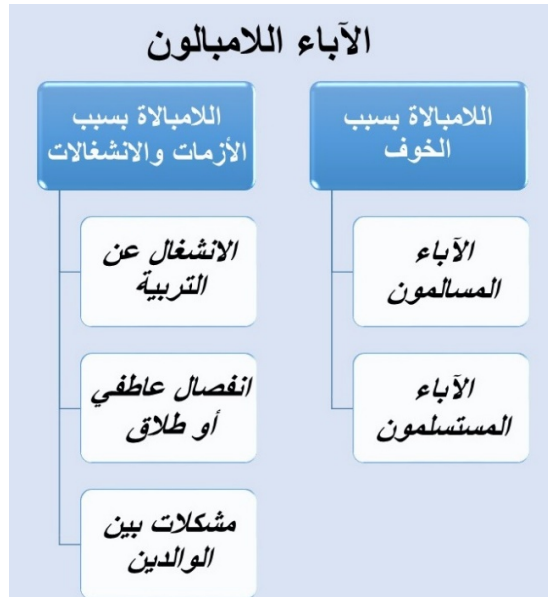 الآباء اللامبالون
اللامبالاة بسبب
الخوف
الآباء
المسالمون
الآباء
المستسلمون
اللامبالاة بسبب
الأزمات والانشغالات
الانشغال عن
التربية
انفصال عاطفي
أو طلاق
مشكلات بين
الوالدين